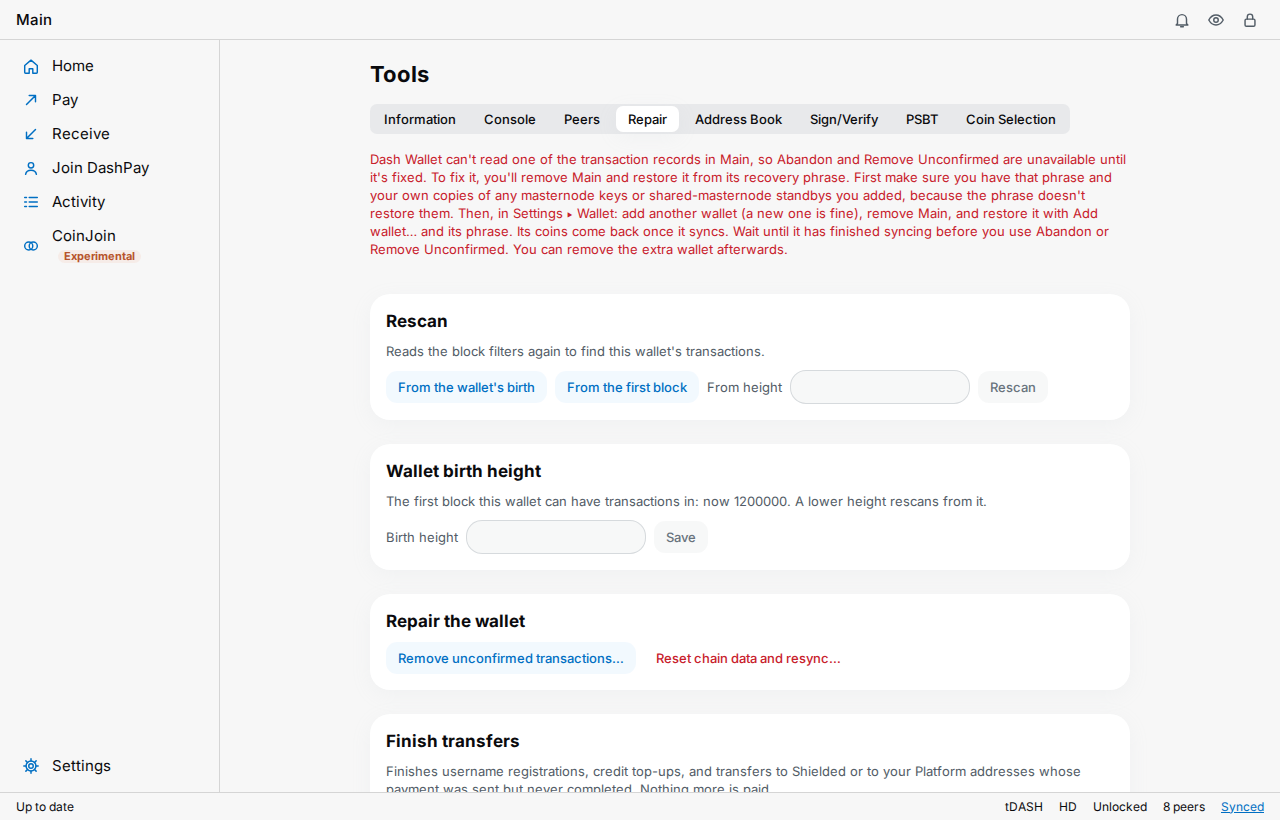 Main
Home
Pay
Receive
Join DashPay
Activity
CoinJoin
Experimental
Settings
Tools
Information Console Peers Repair Address Book Sign/Verify PSBT Coin Selection
Dash Wallet can't read one of the transaction records in Main, so Abandon and Remove Unconfirmed are unavailable until
it's fixed. To fix it, you'll remove Main and restore it from its recovery phrase. First make sure you have that phrase and
your own copies of any masternode keys or shared-masternode standbys you added, because the phrase doesn't
restore them. Then, in Settings ▸ Wallet: add another wallet (a new one is fine), remove Main, and restore it with Add
wallet… and its phrase. Its coins come back once it syncs. Wait until it has finished syncing before you use Abandon or
Remove Unconfirmed. You can remove the extra wallet afterwards.
Rescan
Reads the block filters again to find this wallet's transactions.
From the wallet's birth From the first block From height Rescan
Wallet birth height
The first block this wallet can have transactions in: now 1200000. A lower height rescans from it.
Birth height Save
Repair the wallet
Remove unconfirmed transactions… Reset chain data and resync…
Finish transfers
Finishes username registrations, credit top-ups, and transfers to Shielded or to your Platform addresses whose
payment was sent but never completed. Nothing more is paid.
Up to date tDASH HD Unlocked 8 peers Synced